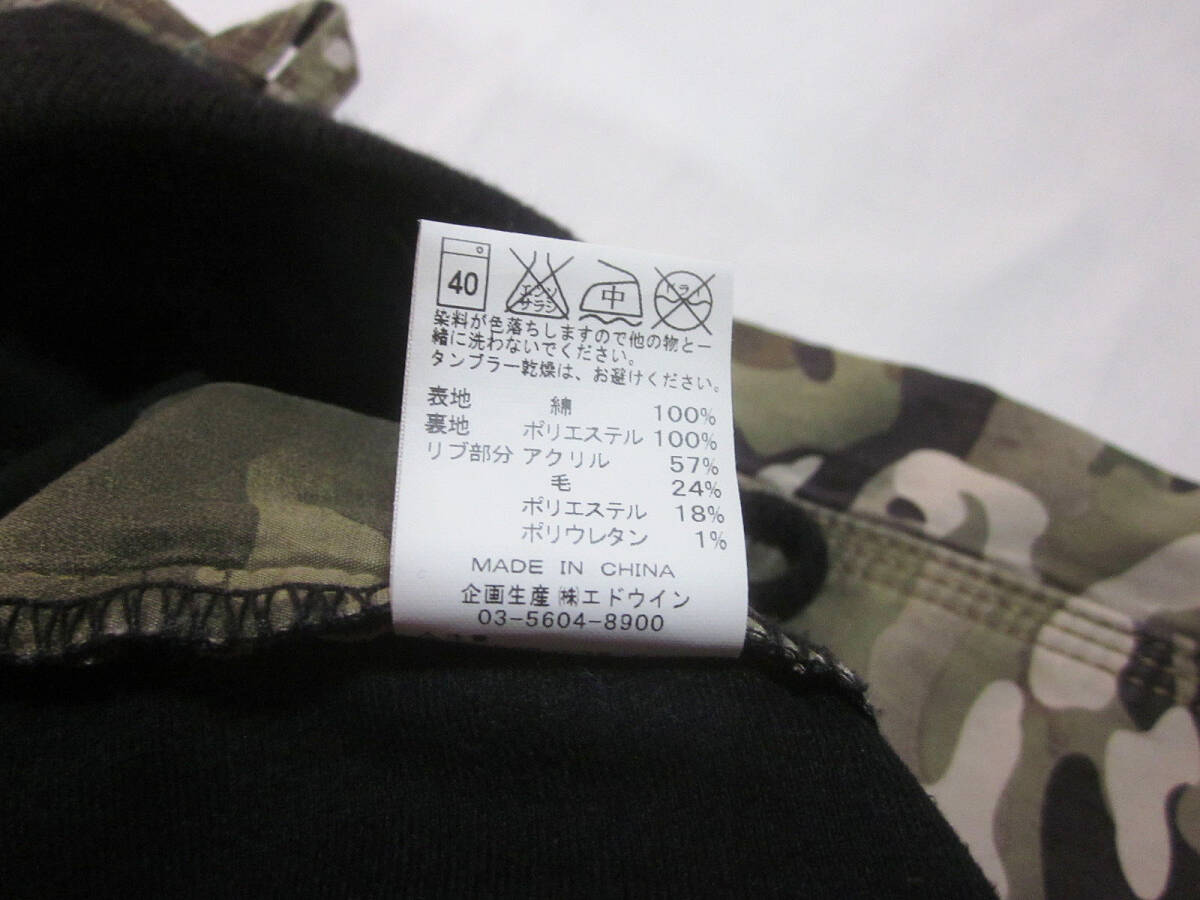 40 エンソ サラシ 中 ドライ
染料が色落ちしますので他の物と一
緒に洗わないでください。
タンブラー乾燥は、お避けください。
表地 綿 100%
裏地 ポリエステル 100%
リブ部分 アクリル 57%
毛 24%
ポリエステル 18%
ポリウレタン 1%
MADE IN CHINA
企画生産 ㈱エドウイン
03-5604-8900